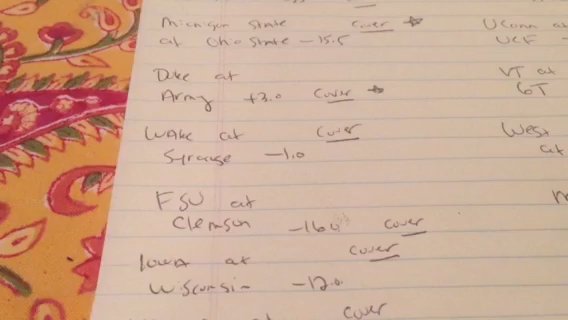 Michigan State Cover
at Ohio State -15.5
Duke at
Army +3.0 Cover
Wake at Cover
Syracuse -1.0
FSU at
Clemson -16.0 Cover
Iowa at Cover
Wisconsin -12.0
Cover
UConn at
UCF -
VT at
GT
West
at